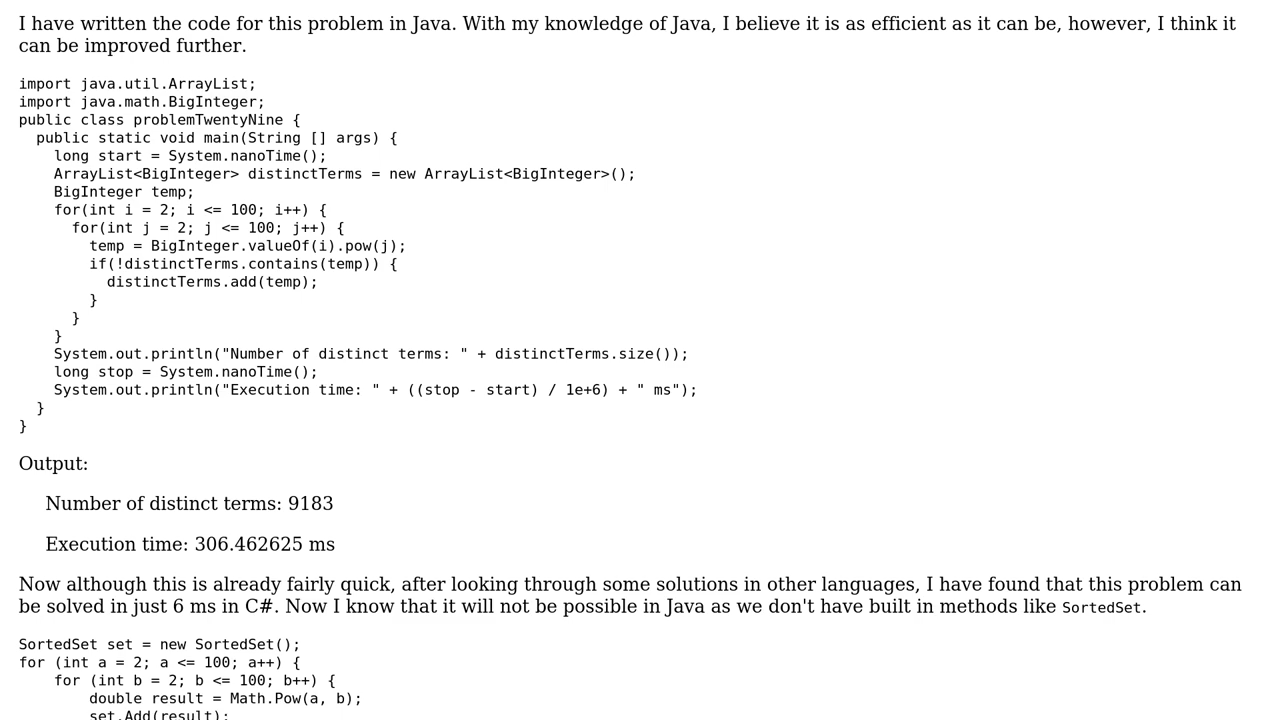 I have written the code for this problem in Java. With my knowledge of Java, I believe it is as efficient as it can be, however, I think it
can be improved further.
import java.util.ArrayList;
import java.math.BigInteger;
public class problemTwentyNine {
  public static void main(String [] args) {
    long start = System.nanoTime();
    ArrayList<BigInteger> distinctTerms = new ArrayList<BigInteger>();
    BigInteger temp;
    for(int i = 2; i <= 100; i++) {
      for(int j = 2; j <= 100; j++) {
        temp = BigInteger.valueOf(i).pow(j);
        if(!distinctTerms.contains(temp)) {
          distinctTerms.add(temp);
        }
      }
    }
    System.out.println("Number of distinct terms: " + distinctTerms.size());
    long stop = System.nanoTime();
    System.out.println("Execution time: " + ((stop - start) / 1e+6) + " ms");
  }
}
Output:
Number of distinct terms: 9183
Execution time: 306.462625 ms
Now although this is already fairly quick, after looking through some solutions in other languages, I have found that this problem can
be solved in just 6 ms in C#. Now I know that it will not be possible in Java as we don't have built in methods like SortedSet.
SortedSet set = new SortedSet();
for (int a = 2; a <= 100; a++) {
    for (int b = 2; b <= 100; b++) {
        double result = Math.Pow(a, b);
        set.Add(result);